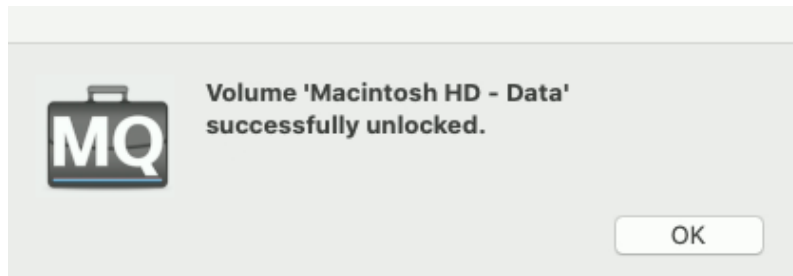 Volume 'Macintosh HD - Data'
successfully unlocked.
MQ
OK